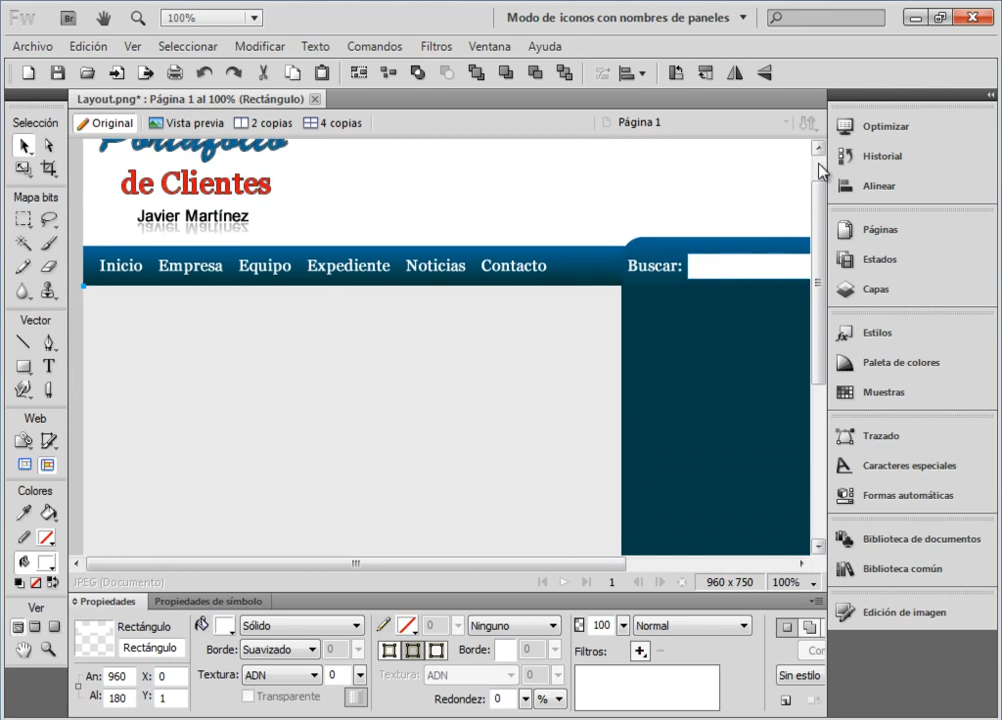 Fw Br 100% Modo de iconos con nombres de paneles
Archivo Edición Ver Seleccionar Modificar Texto Comandos Filtros Ventana Ayuda
Layout.png* : Página 1 al 100% (Rectángulo)
Original Vista previa 2 copias 4 copias Página 1
Selección
Mapa bits
Vector
Web
Colores
Ver
Portafolio
de Clientes
Javier Martínez
Inicio Empresa Equipo Expediente Noticias Contacto Buscar:
Optimizar
Historial
Alinear
Páginas
Estados
Capas
Estilos
Paleta de colores
Muestras
Trazado
Caracteres especiales
Formas automáticas
Biblioteca de documentos
Biblioteca común
Edición de imagen
JPEG (Documento) 1 960 x 750 100%
Propiedades Propiedades de símbolo
Rectángulo Sólido 0 Ninguno 100 Normal
Rectángulo Borde: Suavizado 0 Borde: 0 Filtros: Con
An: 960 X: 0 Textura: ADN 0 Texturas: ADN 0 Sin estilo
Al: 180 Y: 1 Transparente Redondez: 0 %